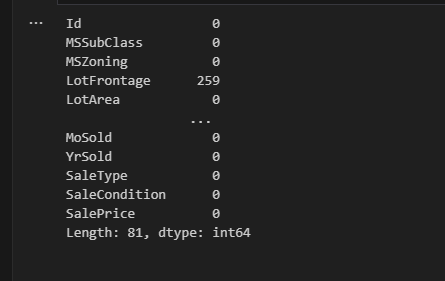 ... Id 0
MSSubClass 0
MSZoning 0
LotFrontage 259
LotArea 0
...
MoSold 0
YrSold 0
SaleType 0
SaleCondition 0
SalePrice 0
Length: 81, dtype: int64